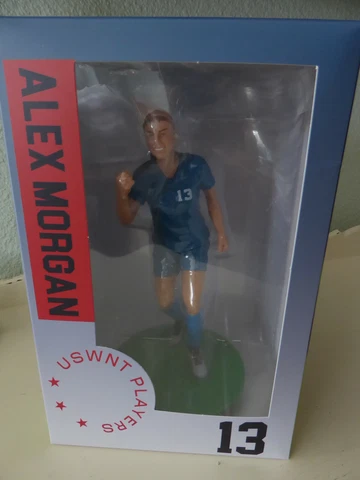 ALEX MORGAN
13
USWNT PLAYERS
13